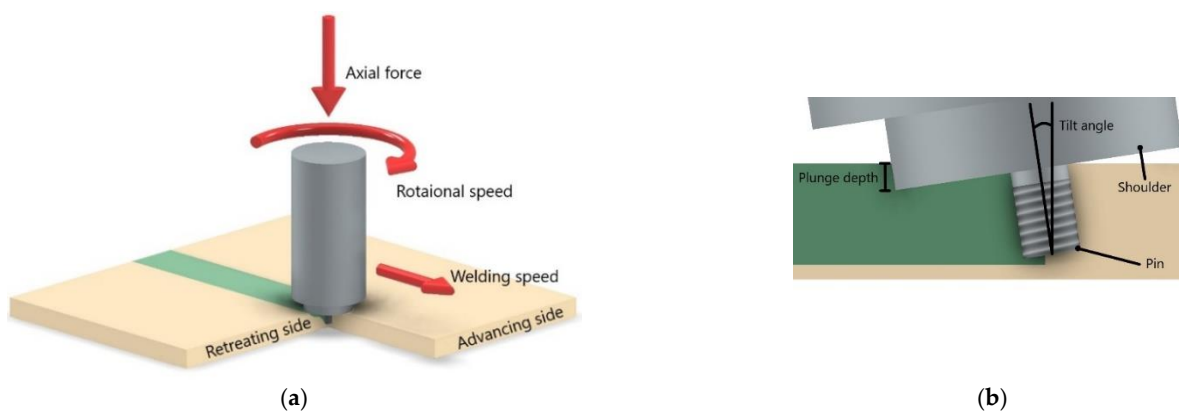 Axial force
Rotaional speed
Welding speed
Retreating side
Advancing side
(a)
Tilt angle
Plunge depth
Shoulder
Pin
(b)